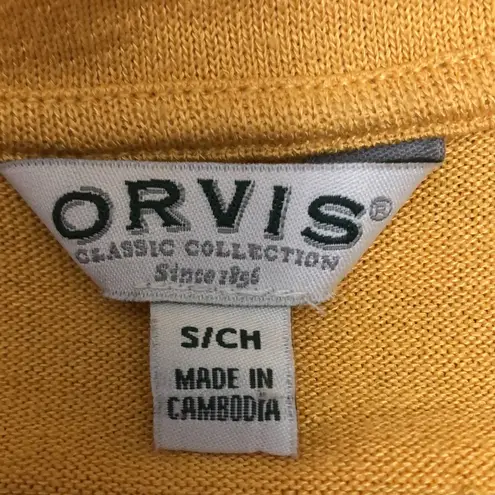 ORVIS®
CLASSIC COLLECTION
Since 1856
S/CH
MADE IN
CAMBODIA